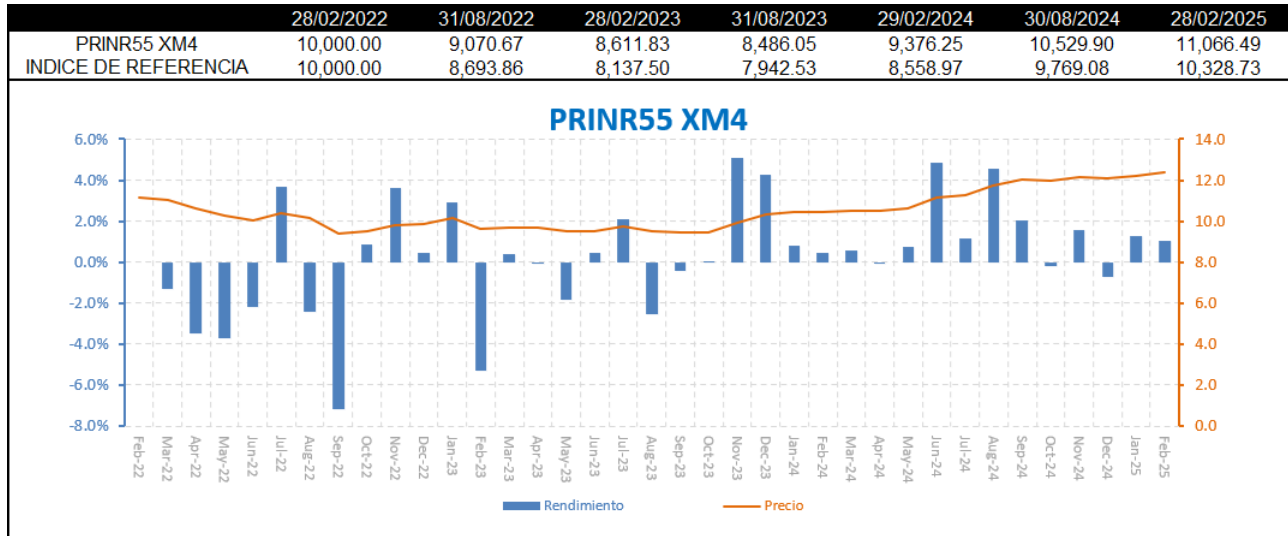 28/02/2022 31/08/2022 28/02/2023 31/08/2023 29/02/2024 30/08/2024 28/02/2025
PRINR55 XM4 10,000.00 9,070.67 8,611.83 8,486.05 9,376.25 10,529.90 11,066.49
INDICE DE REFERENCIA 10,000.00 8,693.86 8,137.50 7,942.53 8,558.97 9,769.08 10,328.73
PRINR55 XM4
6.0% 14.0
4.0% 12.0
2.0% 10.0
0.0% 8.0
-2.0% 6.0
-4.0% 4.0
-6.0% 2.0
-8.0% 0.0
Feb-22 Mar-22 Apr-22 May-22 Jun-22 Jul-22 Aug-22 Sep-22 Oct-22 Nov-22 Dec-22 Jan-23 Feb-23 Mar-23 Apr-23 May-23 Jun-23 Jul-23 Aug-23 Sep-23 Oct-23 Nov-23 Dec-23 Jan-24 Feb-24 Mar-24 Apr-24 May-24 Jun-24 Jul-24 Aug-24 Sep-24 Oct-24 Nov-24 Dec-24 Jan-25 Feb-25
Rendimiento Precio